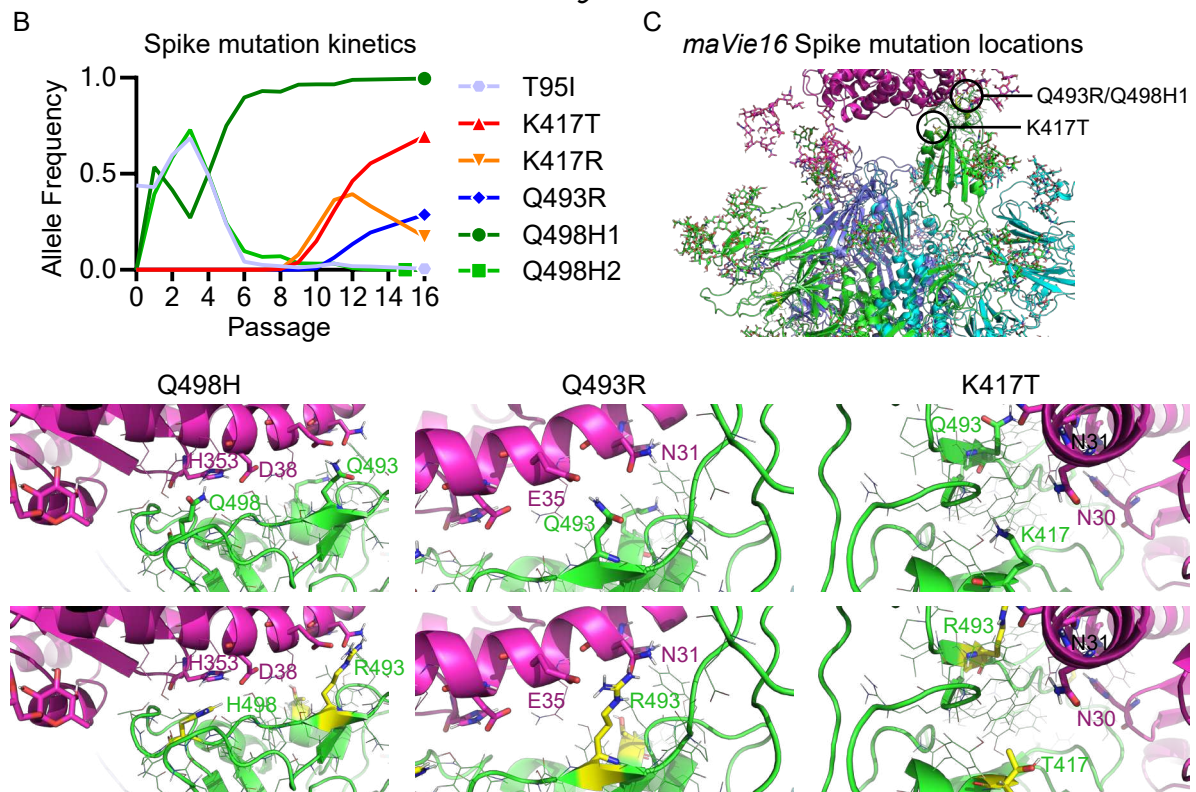 B
Spike mutation kinetics
Allele Frequency
1.0
0.5
0.0
0 2 4 6 8 10 12 14 16
Passage
T95I
K417T
K417R
Q493R
Q498H1
Q498H2
C
maVie16 Spike mutation locations
Q493R/Q498H1
K417T
Q498H
H353
D38
Q493
Q498
Q493R
N31
E35
Q493
K417T
Q493
N31
N30
K417
H353
D38
R493
H498
N31
E35
R493
R493
N31
N30
T417